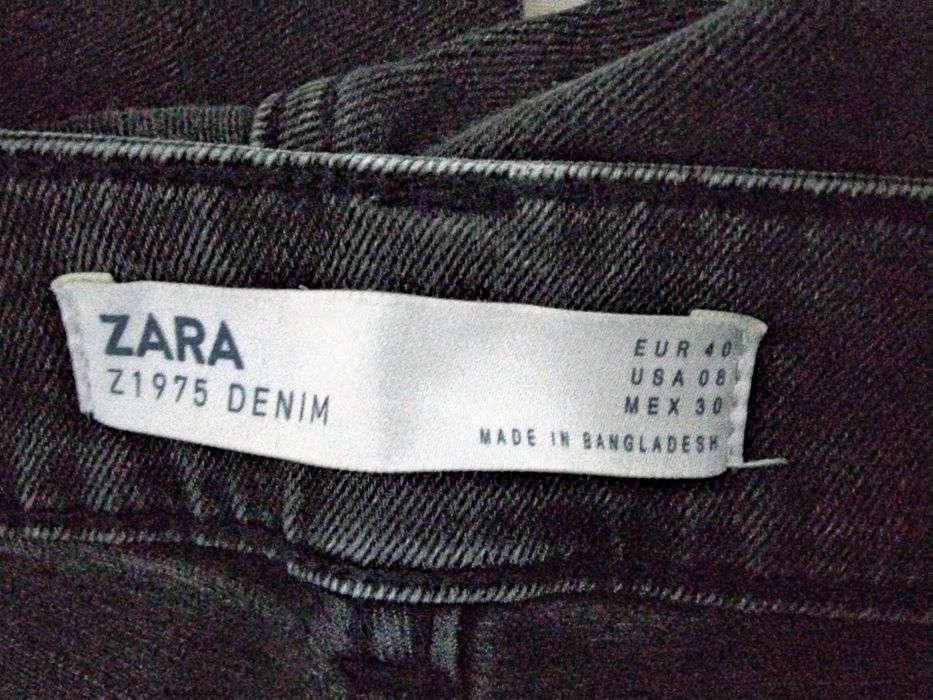 ZARA
Z1975 DENIM
EUR 40
USA 08
MEX 30
MADE IN BANGLADESH